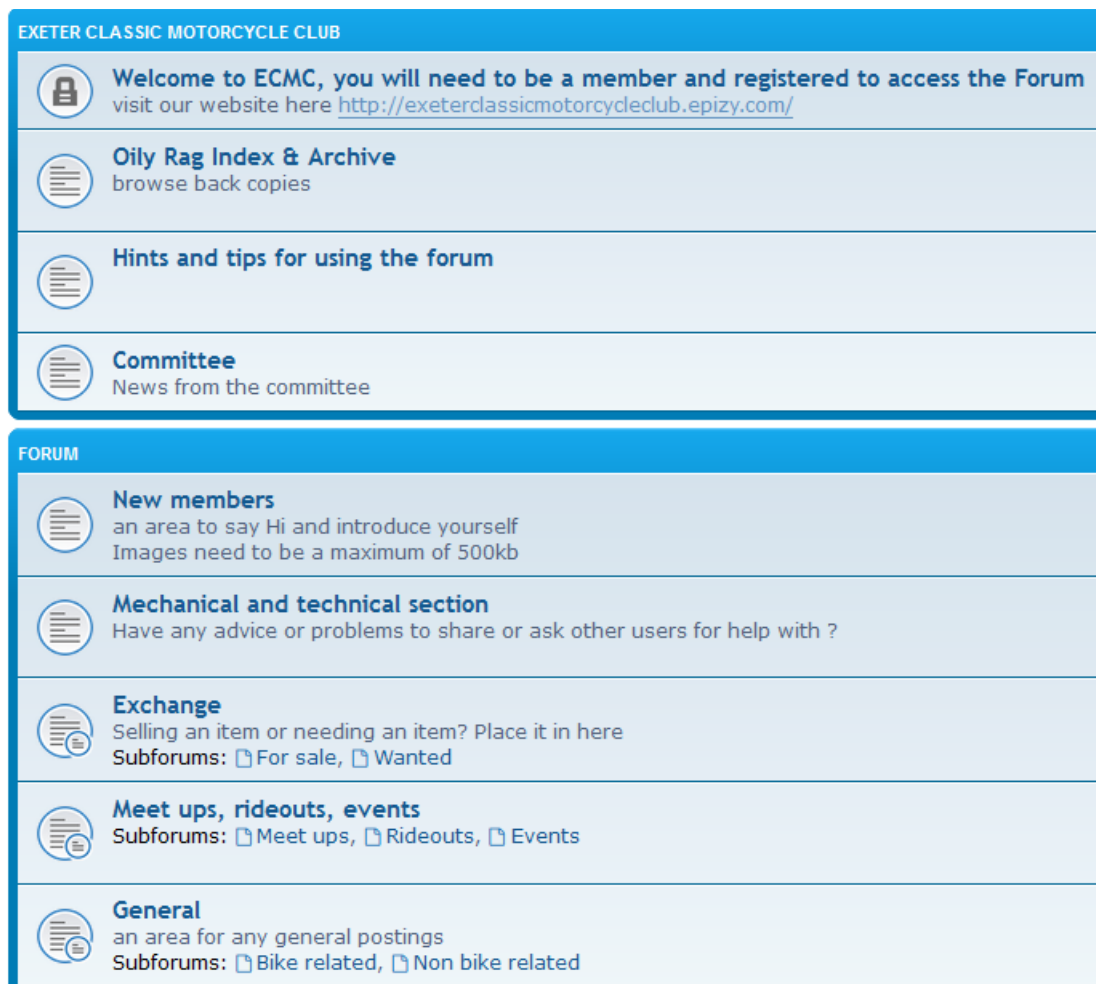 EXETER CLASSIC MOTORCYCLE CLUB
Welcome to ECMC, you will need to be a member and registered to access the Forum
visit our website here http://exeterclassicmotorcycleclub.epizy.com/
Oily Rag Index & Archive
browse back copies
Hints and tips for using the forum
Committee
News from the committee
FORUM
New members
an area to say Hi and introduce yourself
Images need to be a maximum of 500kb
Mechanical and technical section
Have any advice or problems to share or ask other users for help with ?
Exchange
Selling an item or needing an item? Place it in here
Subforums: For sale, Wanted
Meet ups, rideouts, events
Subforums: Meet ups, Rideouts, Events
General
an area for any general postings
Subforums: Bike related, Non bike related